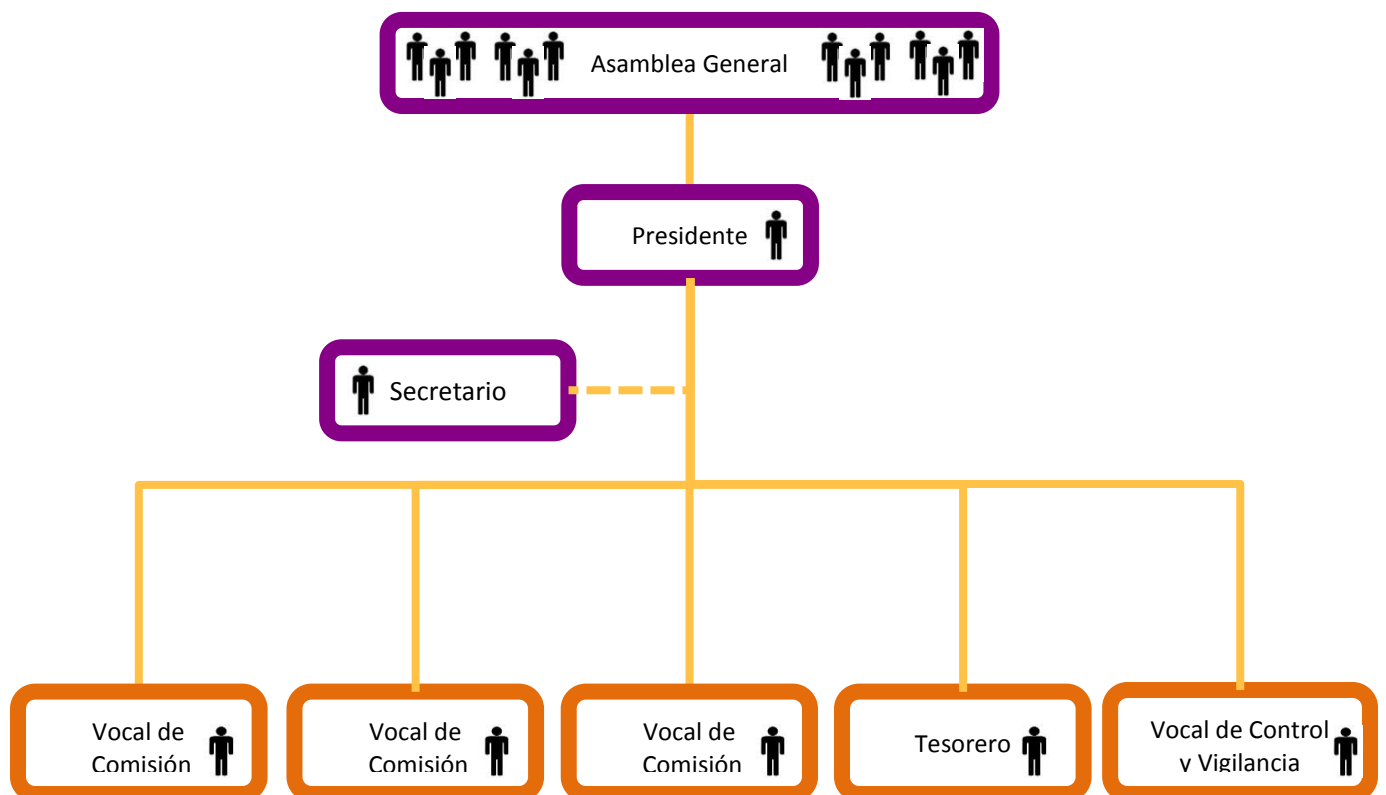 Asamblea General
Presidente
Secretario
Vocal de
Comisión
Vocal de
Comisión
Vocal de
Comisión
Tesorero
Vocal de Control
y Vigilancia